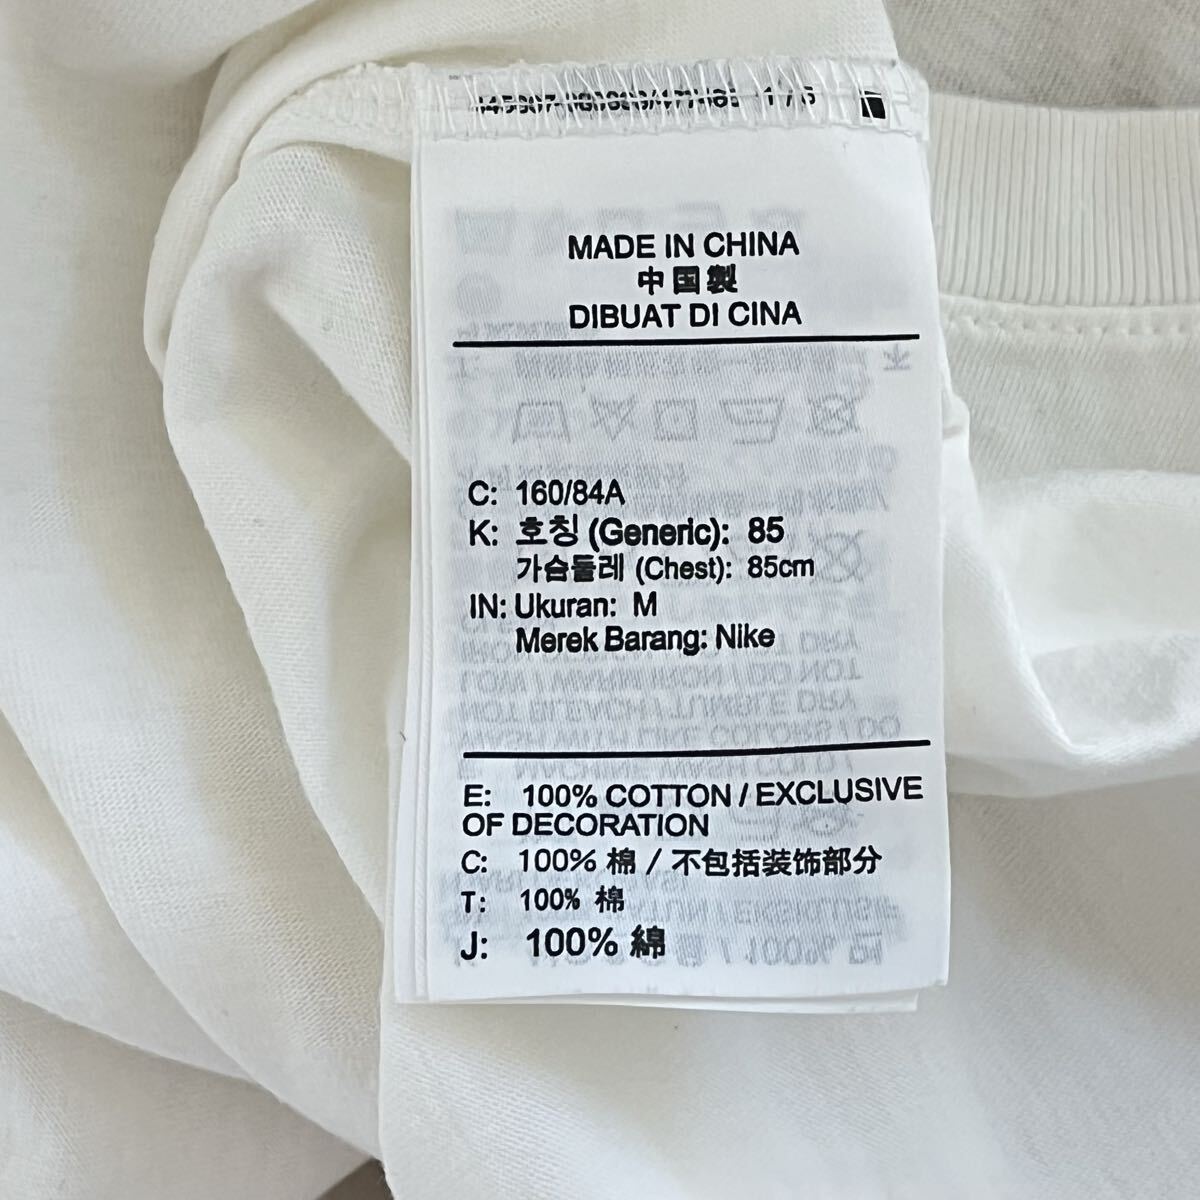 MADE IN CHINA
中国製
DIBUAT DI CINA
C: 160/84A
K: 호칭 (Generic): 85
가슴둘레 (Chest): 85cm
IN: Ukuran: M
Merek Barang: Nike
E: 100% COTTON / EXCLUSIVE
OF DECORATION
C: 100% 棉 / 不包括装饰部分
T: 100% 棉
J: 100% 綿